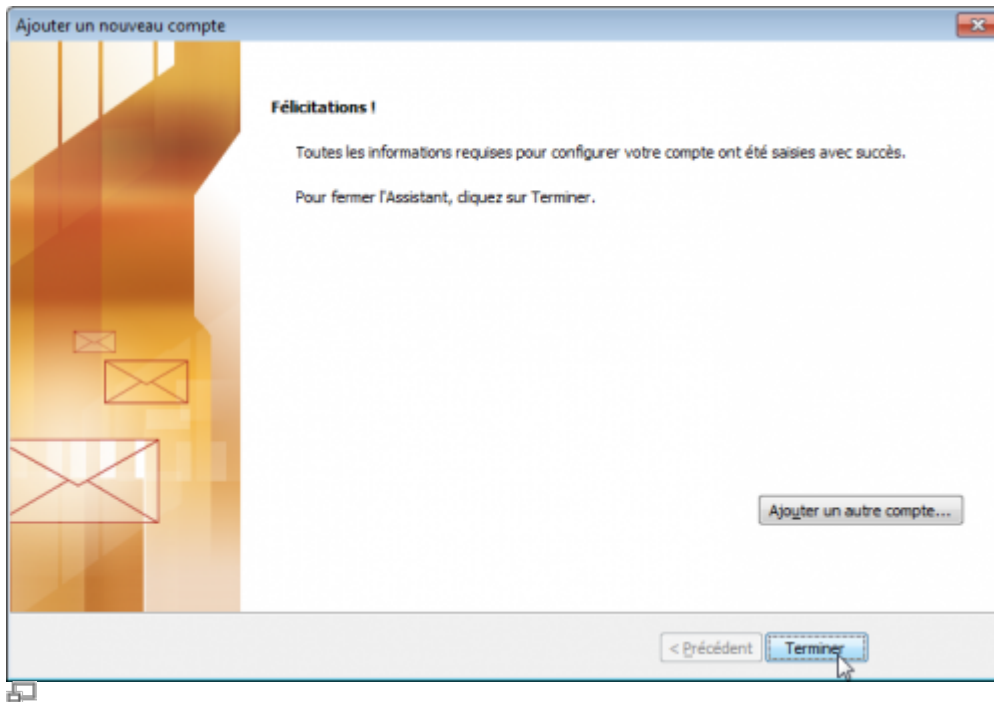 Ajouter un nouveau compte
Félicitations !
Toutes les informations requises pour configurer votre compte ont été saisies avec succès.
Pour fermer l'Assistant, cliquez sur Terminer.
Ajouter un autre compte...
< Précédent
Terminer